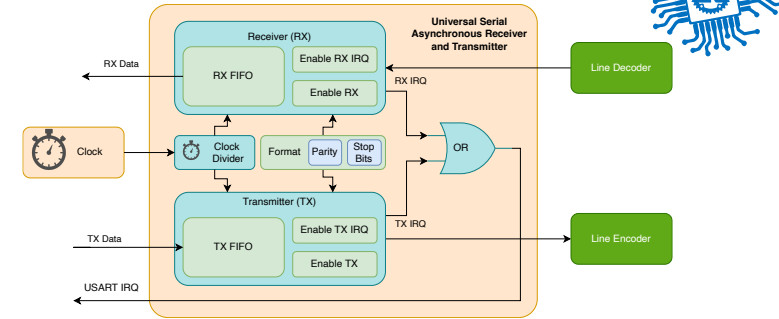 Universal Serial
Asynchronous Receiver
and Transmitter
Receiver (RX)
RX FIFO
Enable RX IRQ
Enable RX
RX Data
RX IRQ
Line Decoder
Clock
Clock
Divider
Format
Parity
Stop
Bits
OR
Transmitter (TX)
TX FIFO
Enable TX IRQ
Enable TX
TX Data
TX IRQ
Line Encoder
USART IRQ